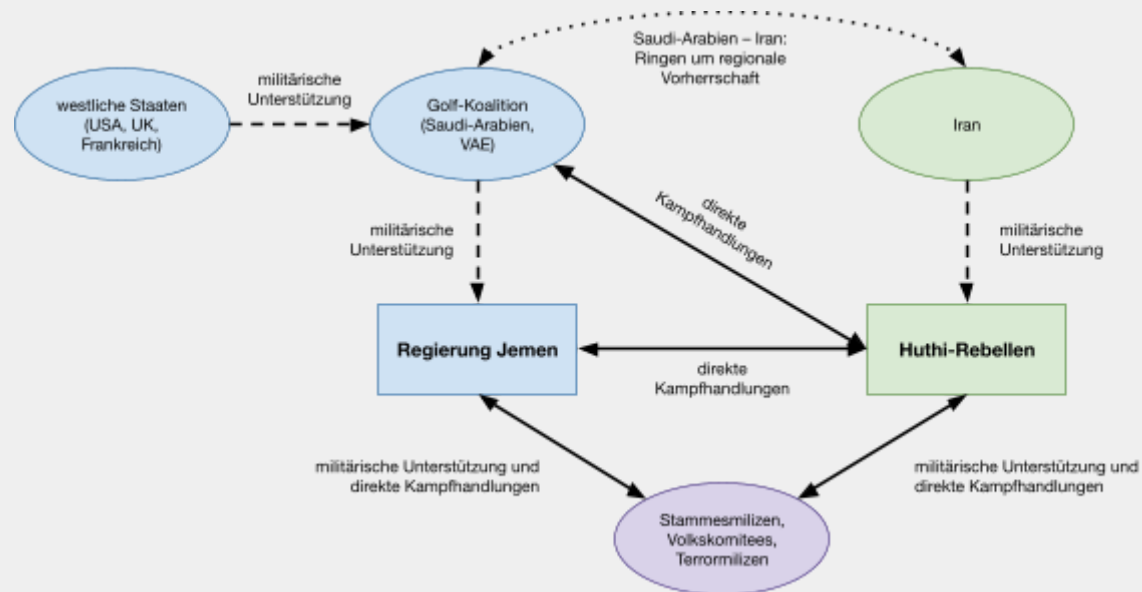 Saudi-Arabien – Iran:
Ringen um regionale
Vorherrschaft
militärische
Unterstützung
westliche Staaten
(USA, UK,
Frankreich)
Golf-Koalition
(Saudi-Arabien,
VAE)
Iran
direkte
Kampfhandlungen
militärische
Unterstützung
militärische
Unterstützung
Regierung Jemen
Huthi-Rebellen
direkte
Kampfhandlungen
militärische Unterstützung und
direkte Kampfhandlungen
militärische Unterstützung und
direkte Kampfhandlungen
Stammesmilizen,
Volkskomitees,
Terrormilizen